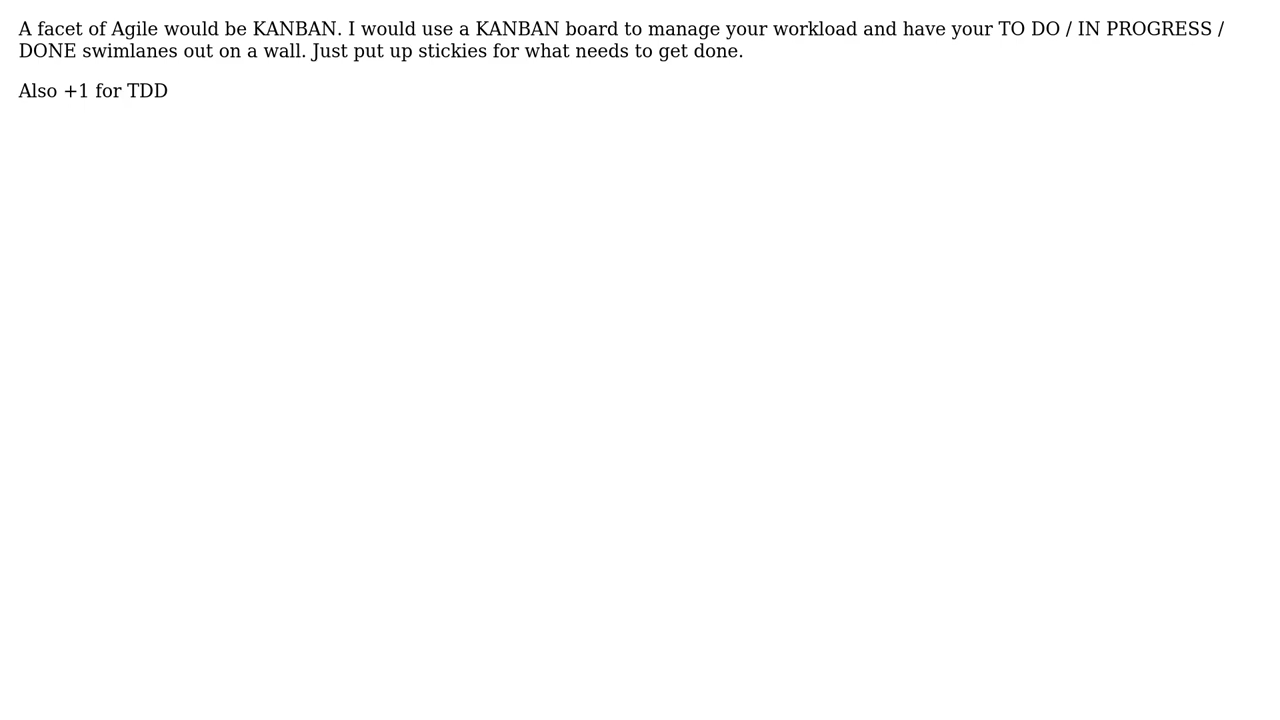 A facet of Agile would be KANBAN. I would use a KANBAN board to manage your workload and have your TO DO / IN PROGRESS /
DONE swimlanes out on a wall. Just put up stickies for what needs to get done.
Also +1 for TDD